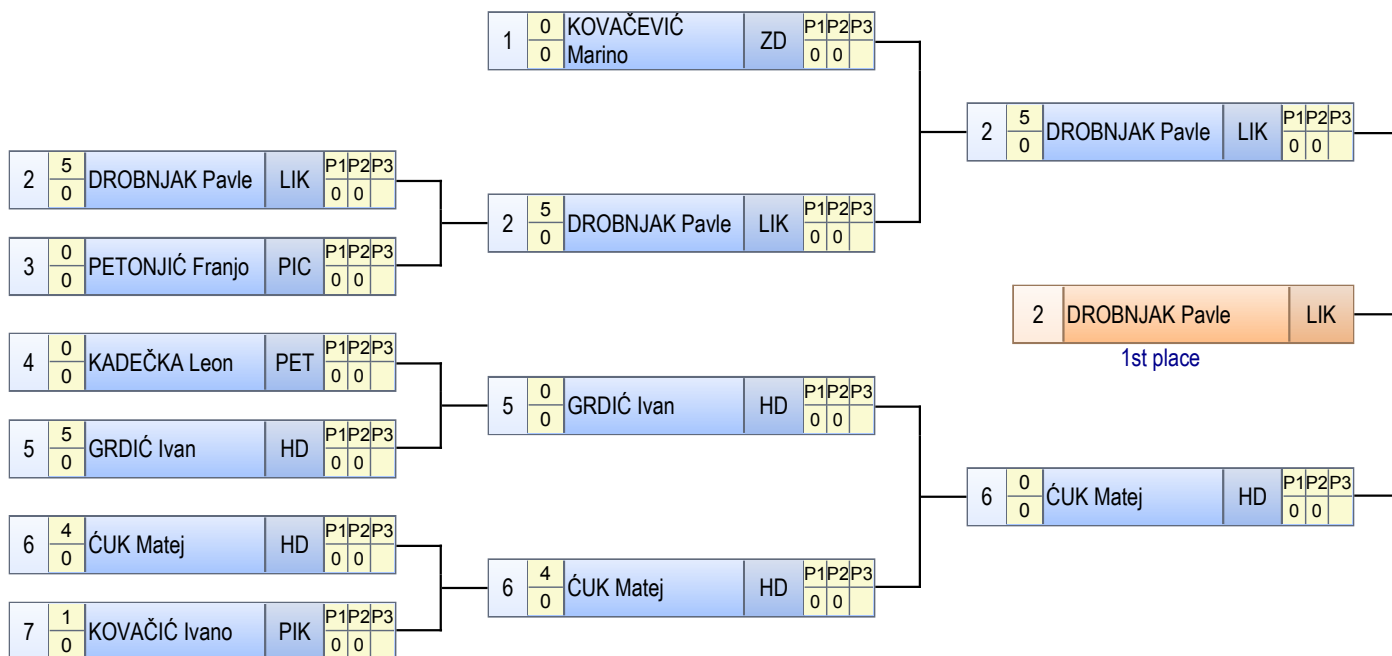 1 0 KOVAČEVIĆ ZD P1 P2 P3
0 Marino 0 0
2 5 DROBNJAK Pavle LIK P1 P2 P3
0 0 0
2 5 DROBNJAK Pavle LIK P1 P2 P3
0 0 0
2 5 DROBNJAK Pavle LIK P1 P2 P3
0 0 0
3 0 PETONJIĆ Franjo PIC P1 P2 P3
0 0 0
2 DROBNJAK Pavle LIK
1st place
4 0 KADEČKA Leon PET P1 P2 P3
0 0 0
5 0 GRDIĆ Ivan HD P1 P2 P3
0 0 0
5 5 GRDIĆ Ivan HD P1 P2 P3
0 0 0
6 0 ĆUK Matej HD P1 P2 P3
0 0 0
6 4 ĆUK Matej HD P1 P2 P3
0 0 0
6 4 ĆUK Matej HD P1 P2 P3
0 0 0
7 1 KOVAČIĆ Ivano PIK P1 P2 P3
0 0 0